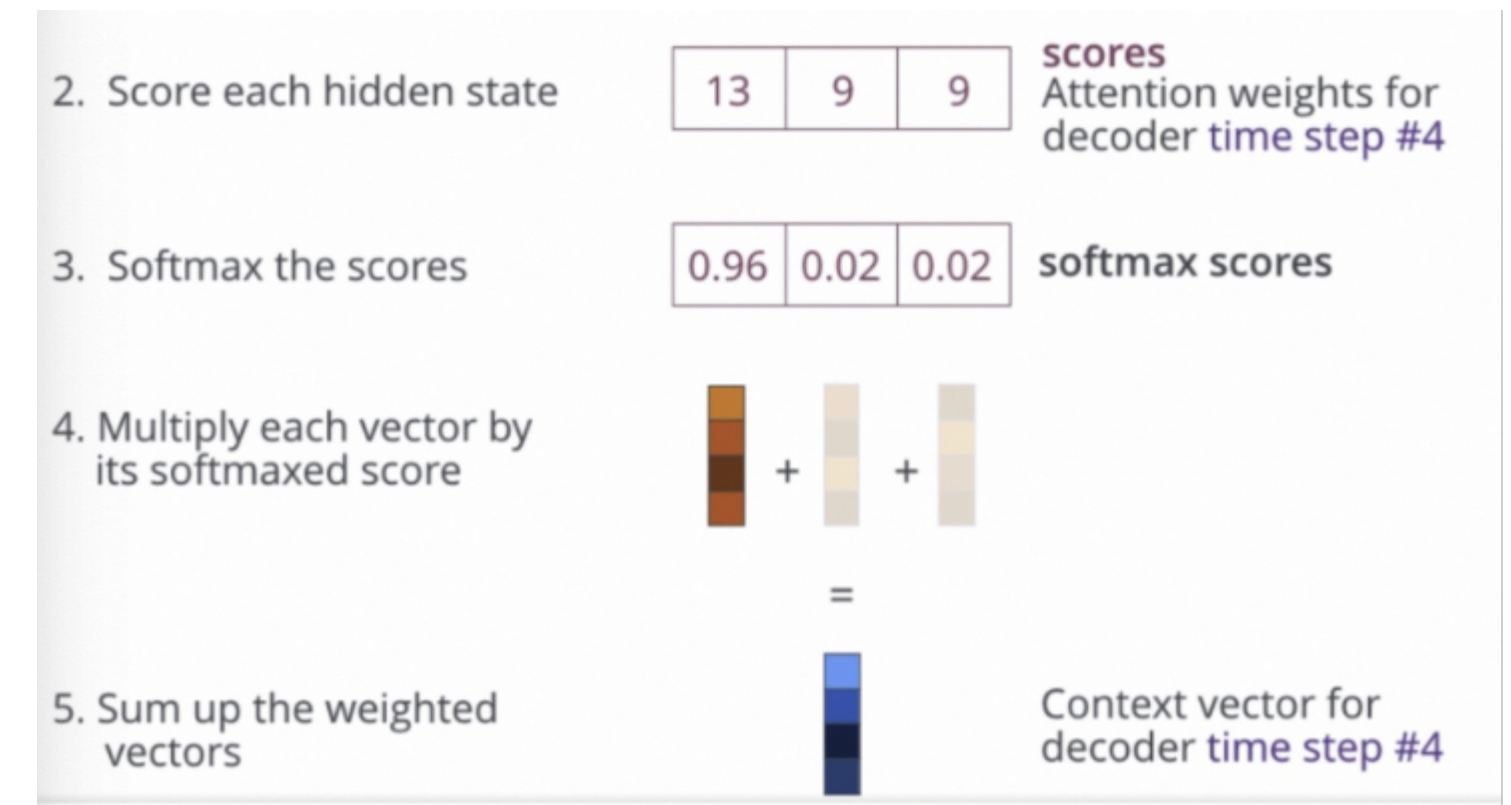 2. Score each hidden state
13 9 9
scores
Attention weights for
decoder time step #4
3. Softmax the scores
0.96 0.02 0.02
softmax scores
4. Multiply each vector by
its softmaxed score
+ +
=
5. Sum up the weighted
vectors
Context vector for
decoder time step #4